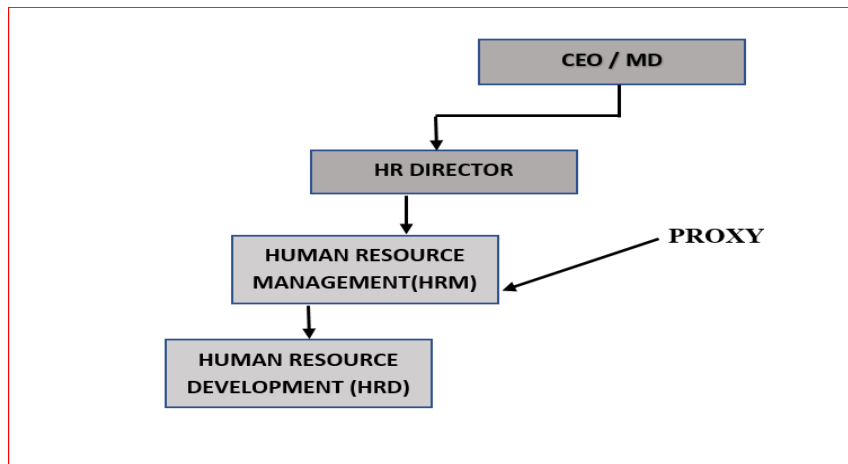 CEO / MD
HR DIRECTOR
PROXY
HUMAN RESOURCE
MANAGEMENT(HRM)
HUMAN RESOURCE
DEVELOPMENT (HRD)